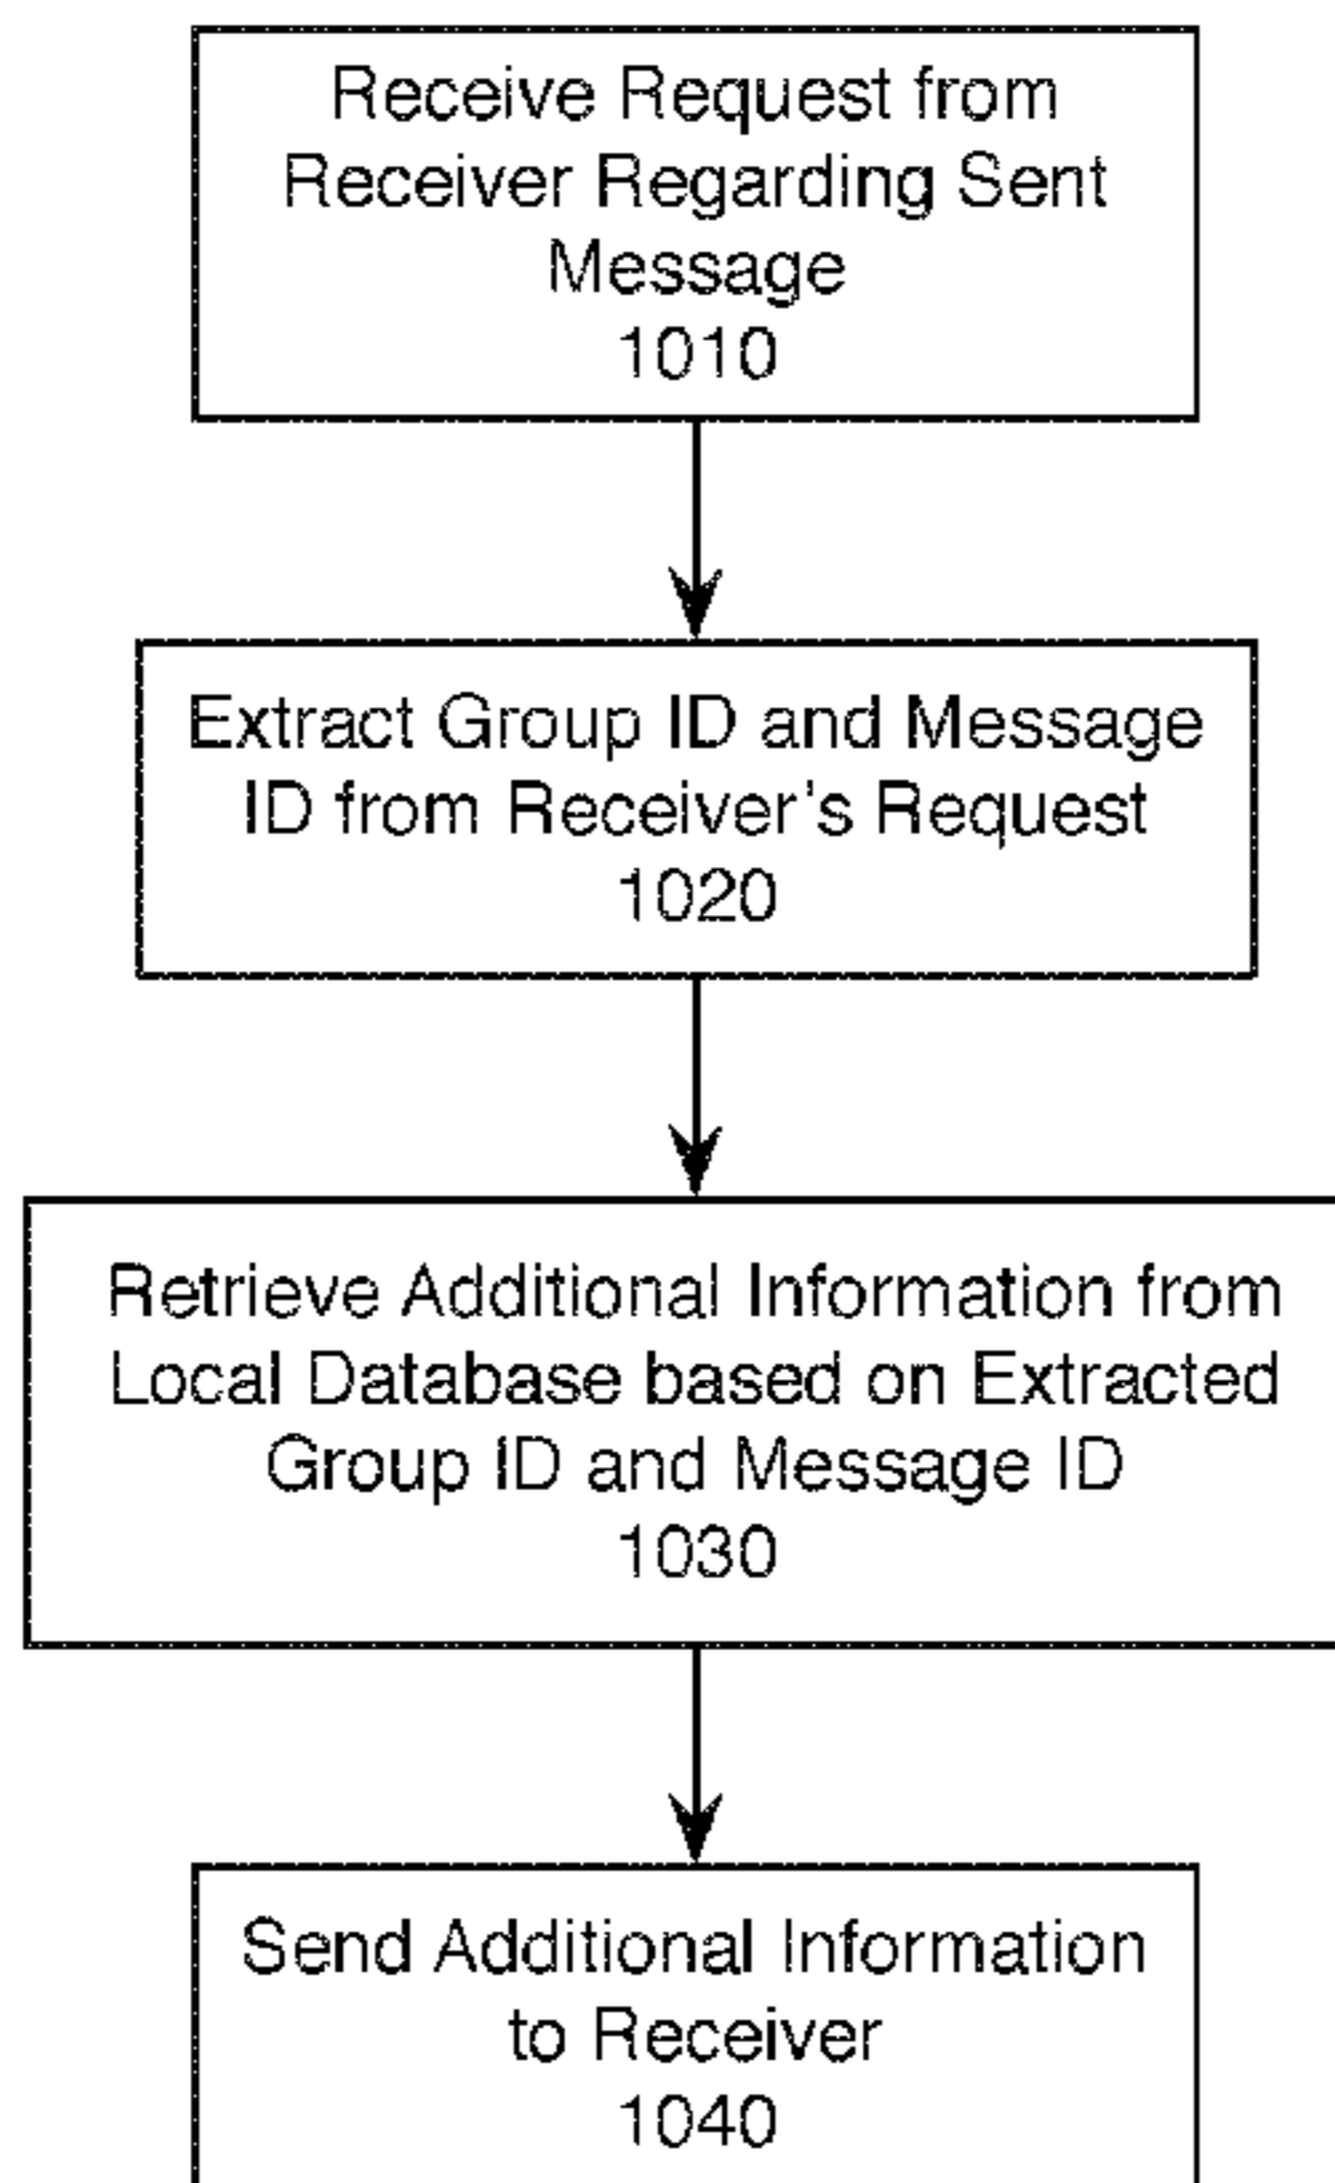 Receive Request from
Receiver Regarding Sent
Message
1010
Extract Group ID and Message
ID from Receiver's Request
1020
Retrieve Additional Information from
Local Database based on Extracted
Group ID and Message ID
1030
Send Additional Information
to Receiver
1040